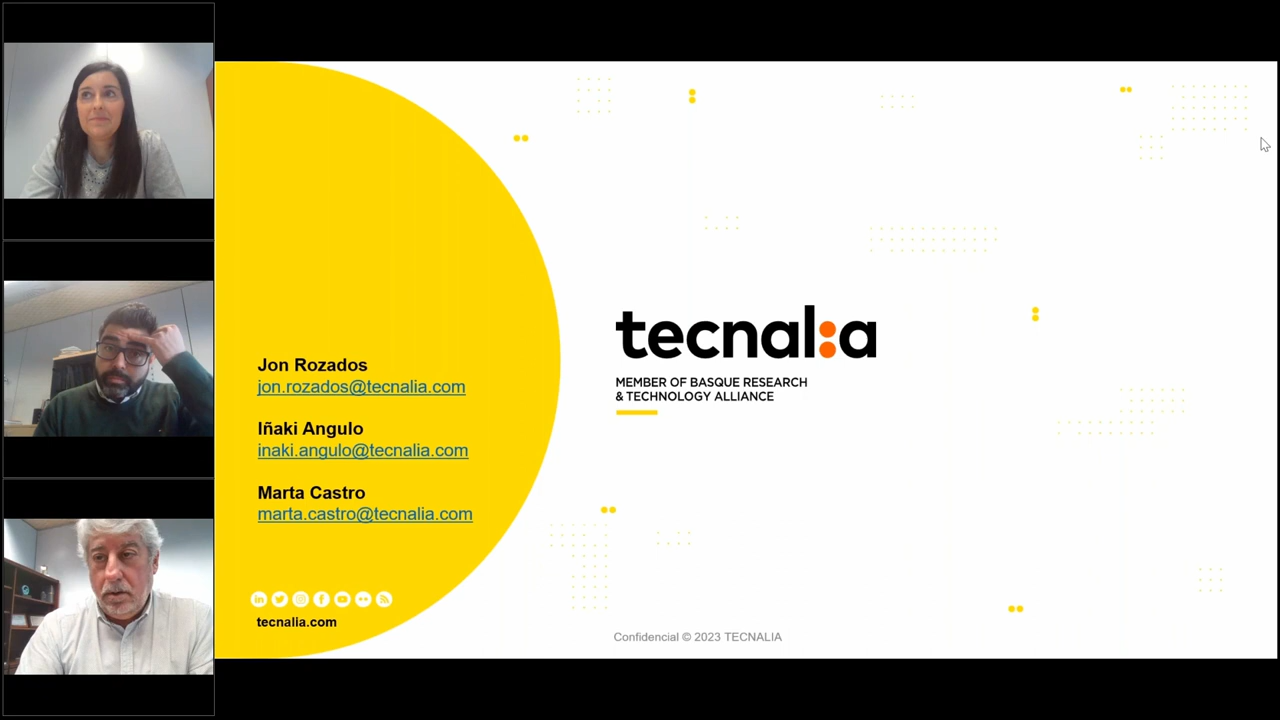 Jon Rozados
jon.rozados@tecnalia.com
Iñaki Angulo
inaki.angulo@tecnalia.com
Marta Castro
marta.castro@tecnalia.com
tecnalia.com
tecnalia
MEMBER OF BASQUE RESEARCH
& TECHNOLOGY ALLIANCE
Confidencial © 2023 TECNALIA